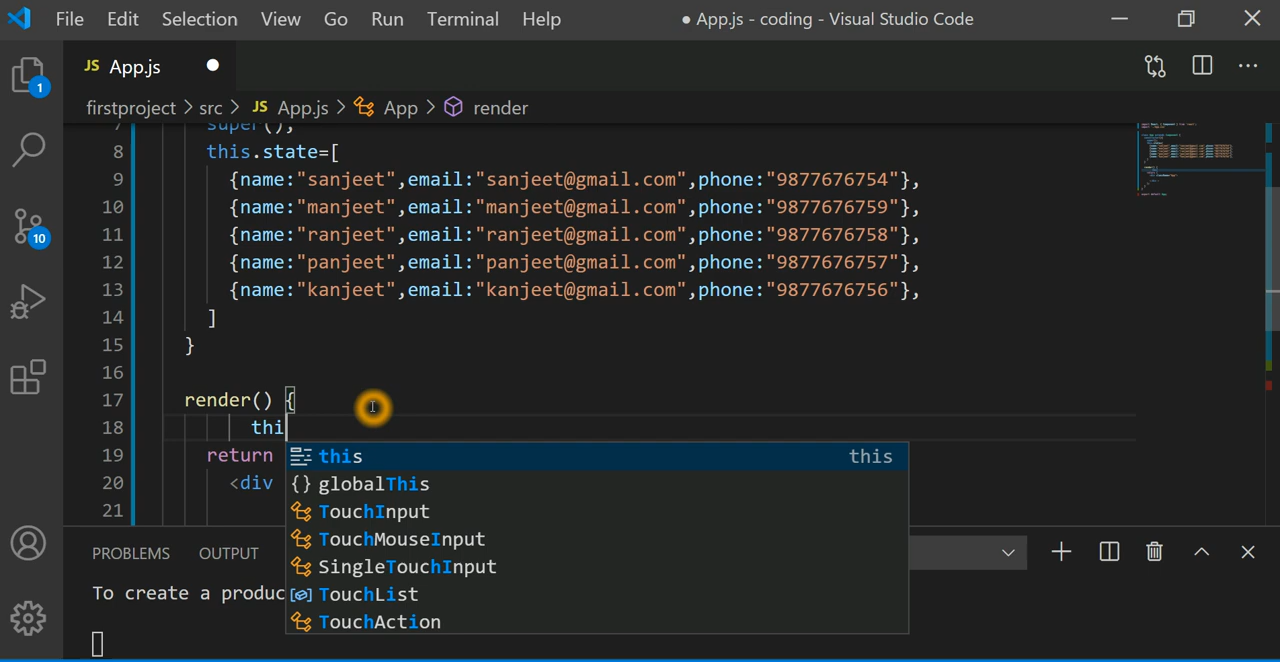 File Edit Selection View Go Run Terminal Help ● App.js - coding - Visual Studio Code
JS App.js
1
firstproject > src > JS App.js > App > render
7 super();
8 this.state=[
9 {name:"sanjeet",email:"sanjeet@gmail.com",phone:"9877676754"},
10 {name:"manjeet",email:"manjeet@gmail.com",phone:"9877676759"},
10
11 {name:"ranjeet",email:"ranjeet@gmail.com",phone:"9877676758"},
12 {name:"panjeet",email:"panjeet@gmail.com",phone:"9877676757"},
13 {name:"kanjeet",email:"kanjeet@gmail.com",phone:"9877676756"},
14 ]
15 }
16
17 render() {
18 thi
19 return
20 <div
21
this this
globalThis
TouchInput
TouchMouseInput
SingleTouchInput
TouchList
TouchAction
PROBLEMS OUTPUT
To create a produc